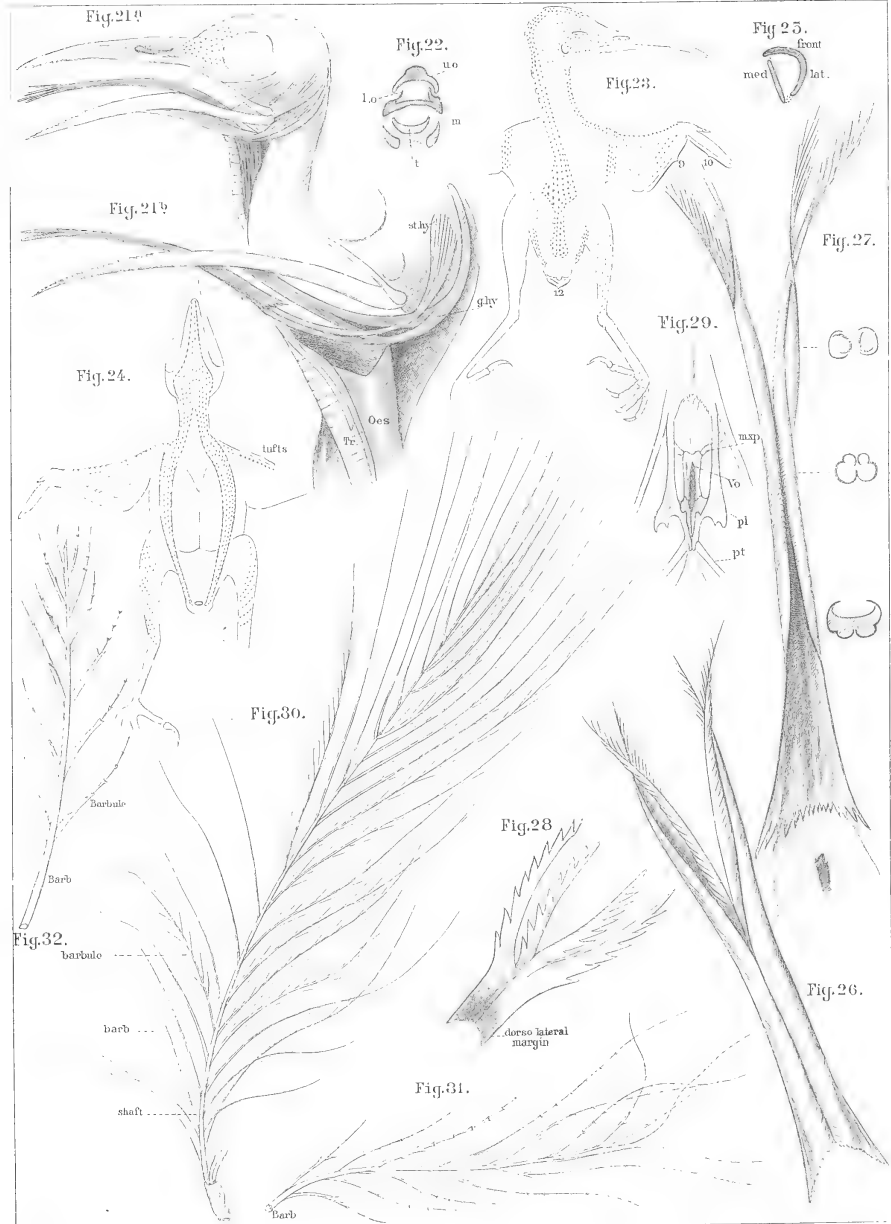 Fig.21ª
Fig.22.
u.o
l.o
m
t
Fig.23.
9
10
12
Fig 25.
front
med
lat.
Fig.21ᵇ
st.hy
g.hy
Oes
Tr.
Fig.24.
tufts
Fig.27.
Fig.29.
mxp
Vo
pl
pt
Fig.30.
Barbule
Barb
Fig.32.
barbule
barb
shaft
Fig.28
dorso lateral
margin
Fig.26.
Fig.31.
Barb